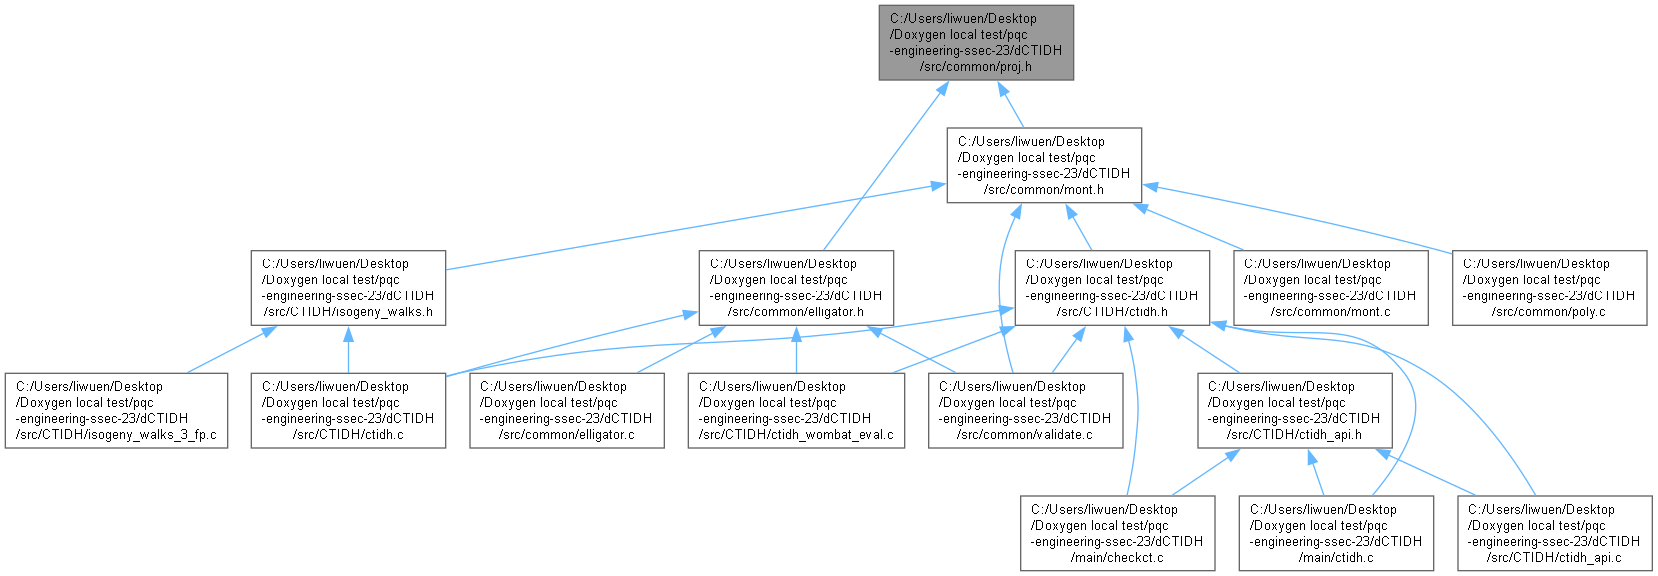 C:/Users/liwuen/Desktop
/Doxygen local test/pqc
-engineering-ssec-23/dCTIDH
/src/common/proj.h
C:/Users/liwuen/Desktop
/Doxygen local test/pqc
-engineering-ssec-23/dCTIDH
/src/common/mont.h
C:/Users/liwuen/Desktop
/Doxygen local test/pqc
-engineering-ssec-23/dCTIDH
/src/CTIDH/isogeny_walks.h
C:/Users/liwuen/Desktop
/Doxygen local test/pqc
-engineering-ssec-23/dCTIDH
/src/common/elligator.h
C:/Users/liwuen/Desktop
/Doxygen local test/pqc
-engineering-ssec-23/dCTIDH
/src/CTIDH/ctidh.h
C:/Users/liwuen/Desktop
/Doxygen local test/pqc
-engineering-ssec-23/dCTIDH
/src/common/mont.c
C:/Users/liwuen/Desktop
/Doxygen local test/pqc
-engineering-ssec-23/dCTIDH
/src/common/poly.c
C:/Users/liwuen/Desktop
/Doxygen local test/pqc
-engineering-ssec-23/dCTIDH
/src/CTIDH/isogeny_walks_3_fp.c
C:/Users/liwuen/Desktop
/Doxygen local test/pqc
-engineering-ssec-23/dCTIDH
/src/CTIDH/ctidh.c
C:/Users/liwuen/Desktop
/Doxygen local test/pqc
-engineering-ssec-23/dCTIDH
/src/common/elligator.c
C:/Users/liwuen/Desktop
/Doxygen local test/pqc
-engineering-ssec-23/dCTIDH
/src/CTIDH/ctidh_wombat_eval.c
C:/Users/liwuen/Desktop
/Doxygen local test/pqc
-engineering-ssec-23/dCTIDH
/src/common/validate.c
C:/Users/liwuen/Desktop
/Doxygen local test/pqc
-engineering-ssec-23/dCTIDH
/src/CTIDH/ctidh_api.h
C:/Users/liwuen/Desktop
/Doxygen local test/pqc
-engineering-ssec-23/dCTIDH
/main/checkct.c
C:/Users/liwuen/Desktop
/Doxygen local test/pqc
-engineering-ssec-23/dCTIDH
/main/ctidh.c
C:/Users/liwuen/Desktop
/Doxygen local test/pqc
-engineering-ssec-23/dCTIDH
/src/CTIDH/ctidh_api.c